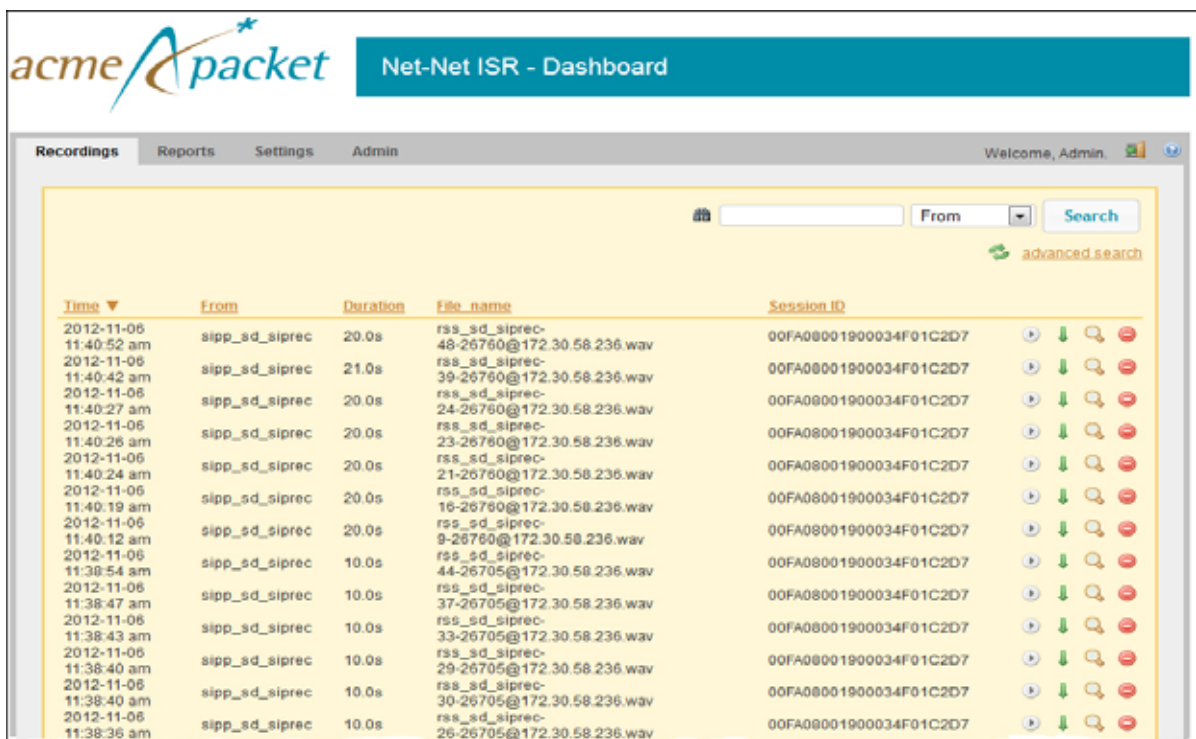 acme packet
Net-Net ISR - Dashboard
Recordings Reports Settings Admin Welcome, Admin.
From Search
advanced search
Time ▼ From Duration File_name Session ID
2012-11-06
11:40:52 am sipp_sd_siprec 20.0s rss_sd_siprec-
48-26760@172.30.58.236.wav 00FA08001900034F01C2D7
2012-11-06
11:40:42 am sipp_sd_siprec 21.0s rss_sd_siprec-
39-26760@172.30.58.236.wav 00FA08001900034F01C2D7
2012-11-06
11:40:27 am sipp_sd_siprec 20.0s rss_sd_siprec-
24-26760@172.30.58.236.wav 00FA08001900034F01C2D7
2012-11-06
11:40:26 am sipp_sd_siprec 20.0s rss_sd_siprec-
23-26760@172.30.58.236.wav 00FA08001900034F01C2D7
2012-11-06
11:40:24 am sipp_sd_siprec 20.0s rss_sd_siprec-
21-26760@172.30.58.236.wav 00FA08001900034F01C2D7
2012-11-06
11:40:19 am sipp_sd_siprec 20.0s rss_sd_siprec-
16-26760@172.30.58.236.wav 00FA08001900034F01C2D7
2012-11-06
11:40:12 am sipp_sd_siprec 20.0s rss_sd_siprec-
9-26760@172.30.58.236.wav 00FA08001900034F01C2D7
2012-11-06
11:38:54 am sipp_sd_siprec 10.0s rss_sd_siprec-
44-26705@172.30.58.236.wav 00FA08001900034F01C2D7
2012-11-06
11:38:47 am sipp_sd_siprec 10.0s rss_sd_siprec-
37-26705@172.30.58.236.wav 00FA08001900034F01C2D7
2012-11-06
11:38:43 am sipp_sd_siprec 10.0s rss_sd_siprec-
33-26705@172.30.58.236.wav 00FA08001900034F01C2D7
2012-11-06
11:38:40 am sipp_sd_siprec 10.0s rss_sd_siprec-
29-26705@172.30.58.236.wav 00FA08001900034F01C2D7
2012-11-06
11:38:40 am sipp_sd_siprec 10.0s rss_sd_siprec-
30-26705@172.30.58.236.wav 00FA08001900034F01C2D7
2012-11-06
11:38:36 am sipp_sd_siprec 10.0s rss_sd_siprec-
26-26705@172.30.58.236.wav 00FA08001900034F01C2D7